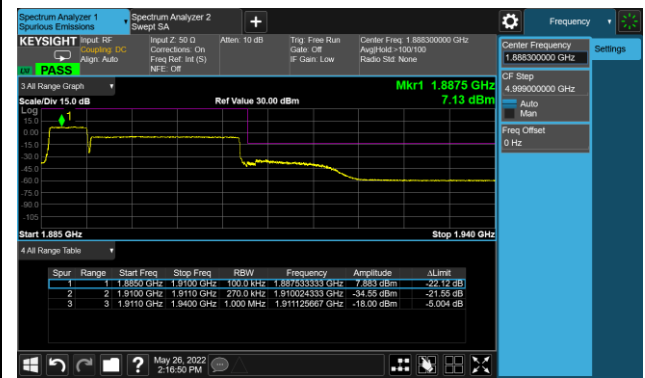 Spectrum Analyzer 1
Spurious Emissions
Spectrum Analyzer 2
Swept SA
Frequency
KEYSIGHT
Input: RF
Coupling: DC
Align: Auto
Input Z: 50 Ω
Corrections: On
Freq Ref: Int (S)
NFE: Off
Atten: 10 dB
Trig: Free Run
Gate: Off
IF Gain: Low
Center Freq: 1.888300000 GHz
Avg|Hold:>100/100
Radio Std: None
PASS
Center Frequency
1.888300000 GHz
Settings
CF Step
4.999000000 GHz
Auto
Man
Freq Offset
0 Hz
3 All Range Graph
Mkr1 1.8875 GHz
Scale/Div 15.0 dB
Ref Value 30.00 dBm
7.13 dBm
Log
15.0
0.00
-15.0
-30.0
-45.0
-60.0
-75.0
-90.0
-105
1
Start 1.885 GHz
Stop 1.940 GHz
4 All Range Table
Spur Range Start Freq Stop Freq RBW Frequency Amplitude ΔLimit
1 1 1.8850 GHz 1.9100 GHz 100.0 kHz 1.887533333 GHz 7.883 dBm -22.12 dB
2 2 1.9100 GHz 1.9110 GHz 270.0 kHz 1.910024333 GHz -34.55 dBm -21.55 dB
3 3 1.9110 GHz 1.9400 GHz 1.000 MHz 1.911125667 GHz -18.00 dBm -5.004 dB
May 26, 2022
2:16:50 PM